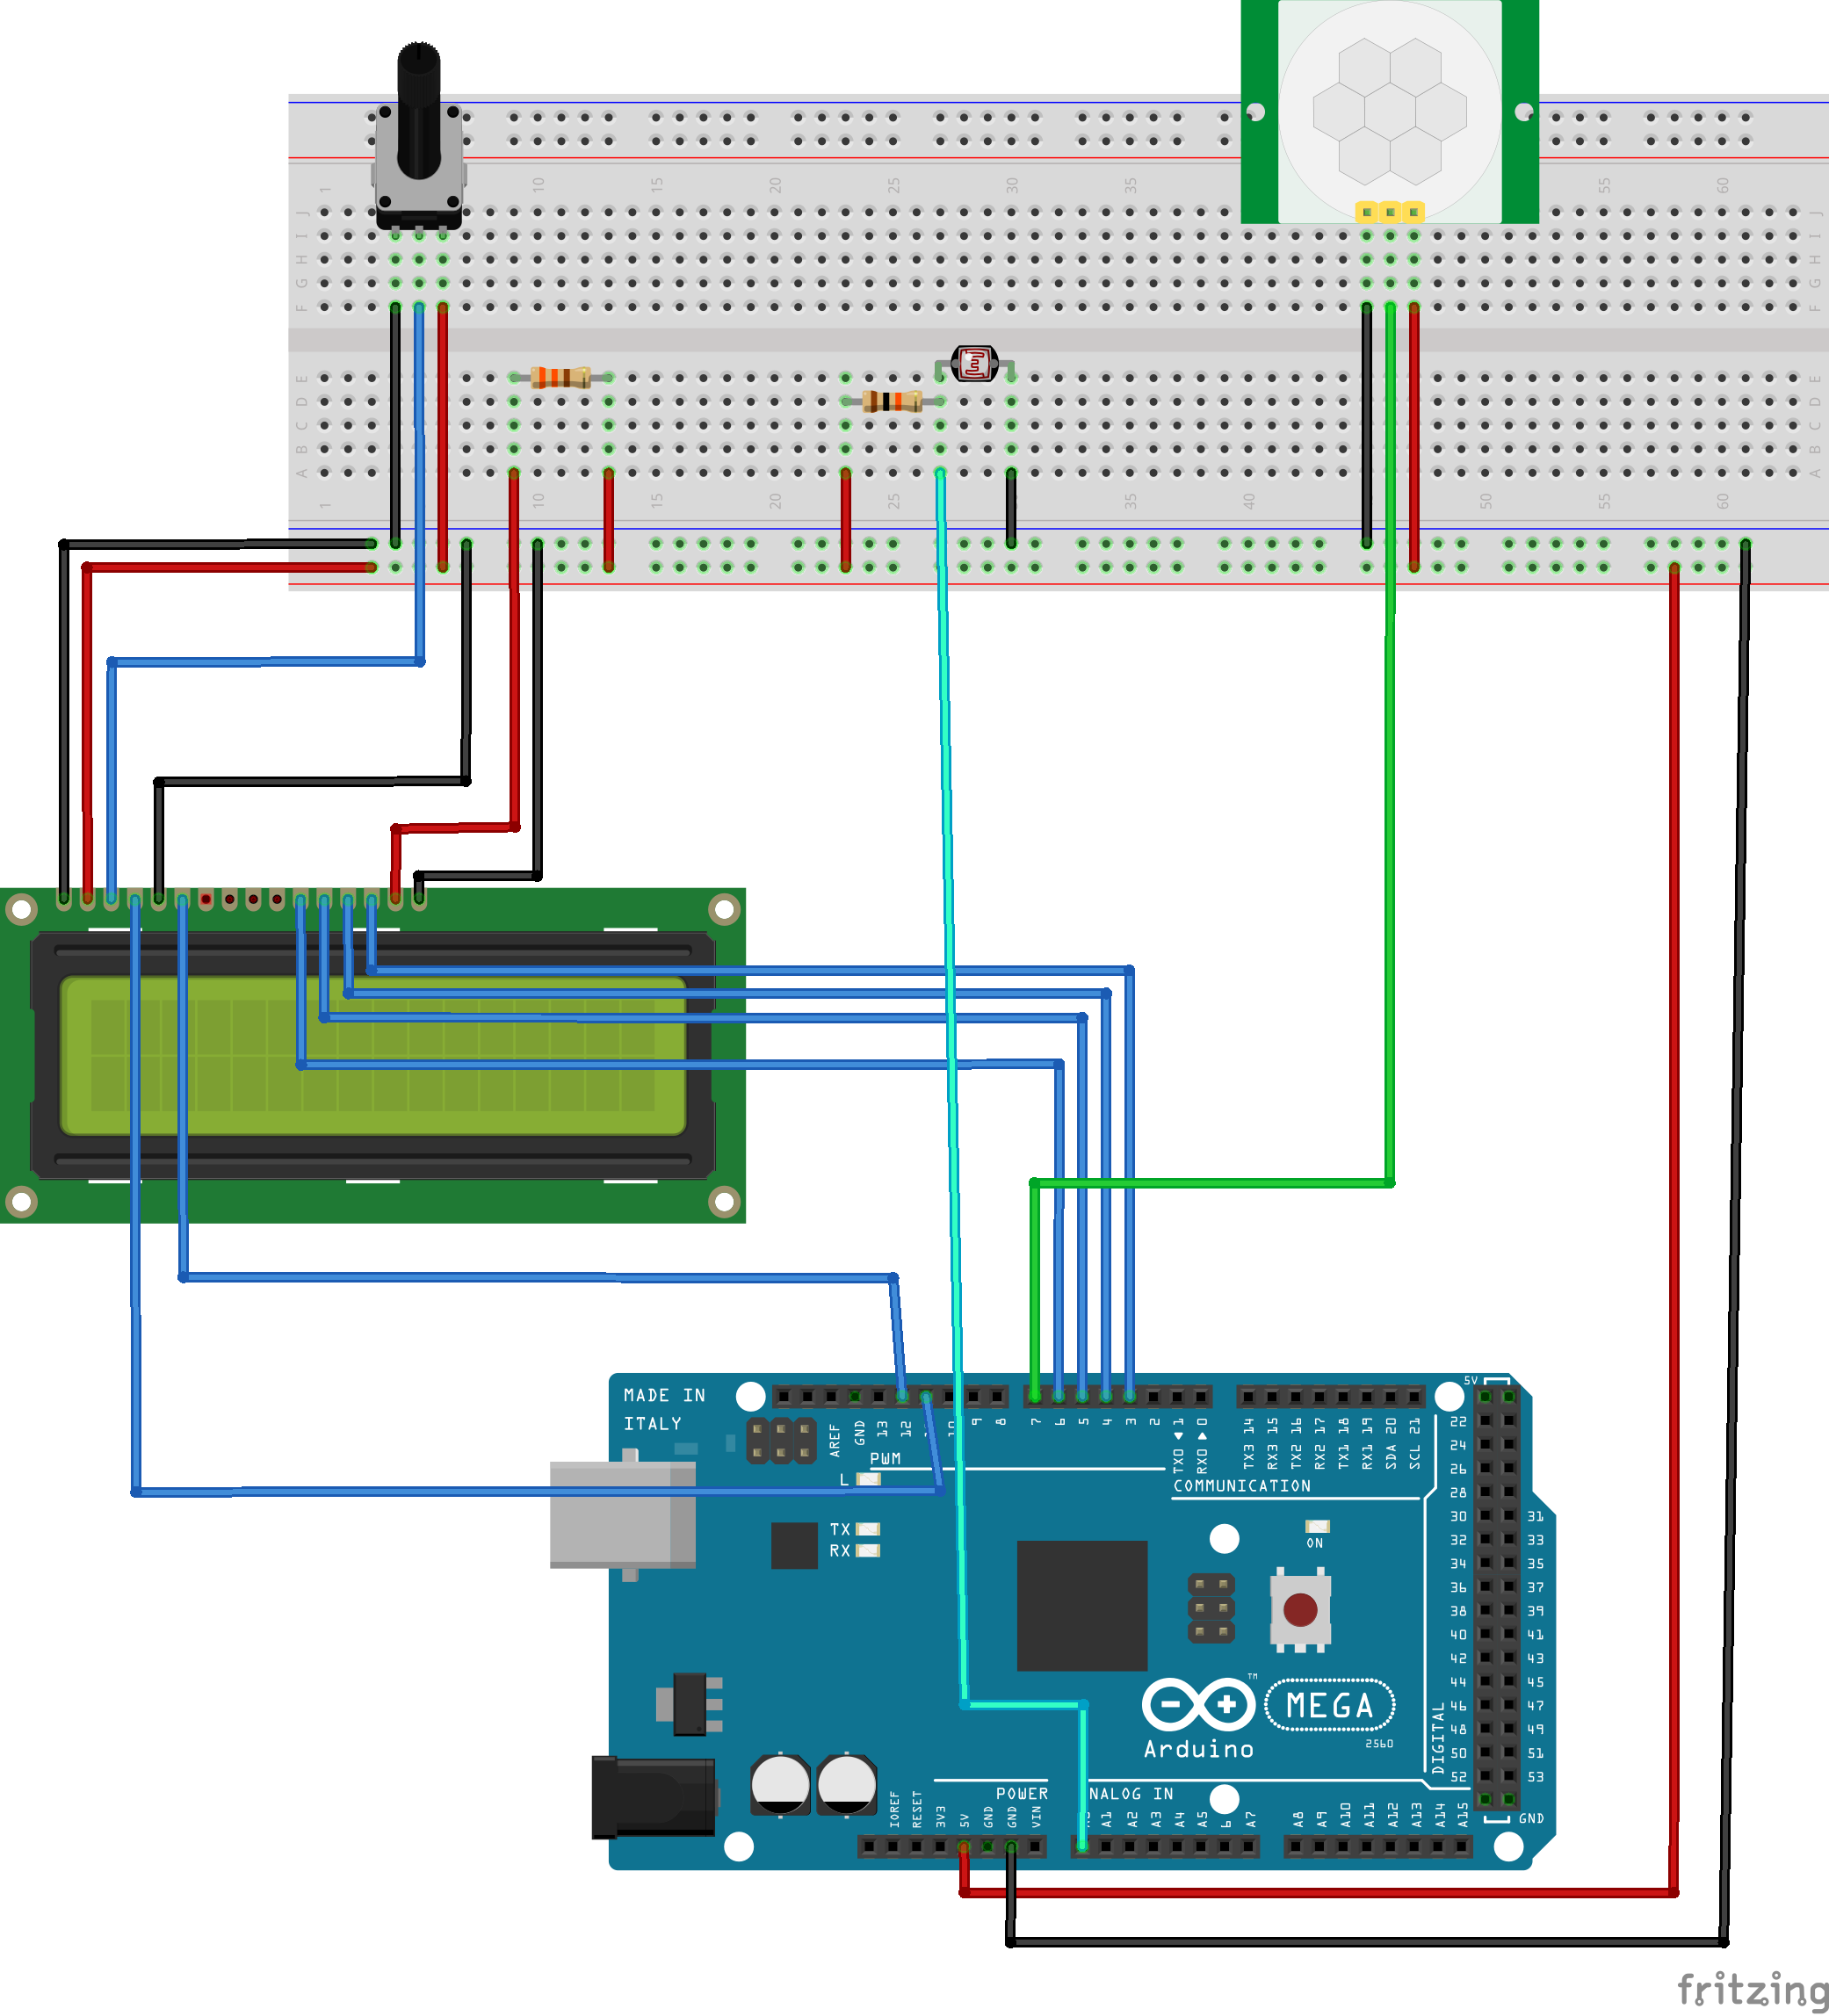 1 10 15 20 25 30 35 55 60
J J
I I
H H
G G
F F
E E
D D
C C
B B
A A
1 10 15 20 25 35 40 50 55 60
MADE IN
ITALY
AREF GND 13 12 10 9 8 7 6 5 4 3 2 TX0 1 RX0 0 TX3 14 RX3 15 TX2 16 RX2 17 TX1 18 RX1 19 SDA 20 SCL 21
5V
PWM
COMMUNICATION
L
TX
RX
ON
22
24
26
28
30 31
32 33
34 35
36 37
38 39
40 41
42 43
44 45
46 47
48 49
50 51
52 53
DIGITAL
TM
MEGA
Arduino
2560
POWER
NALOG IN
IOREF RESET 3V3 5V GND GND VIN A1 A2 A3 A4 A5 6 A7 A8 A9 A10 A11 A12 A13 A14 A15
GND
fritzing